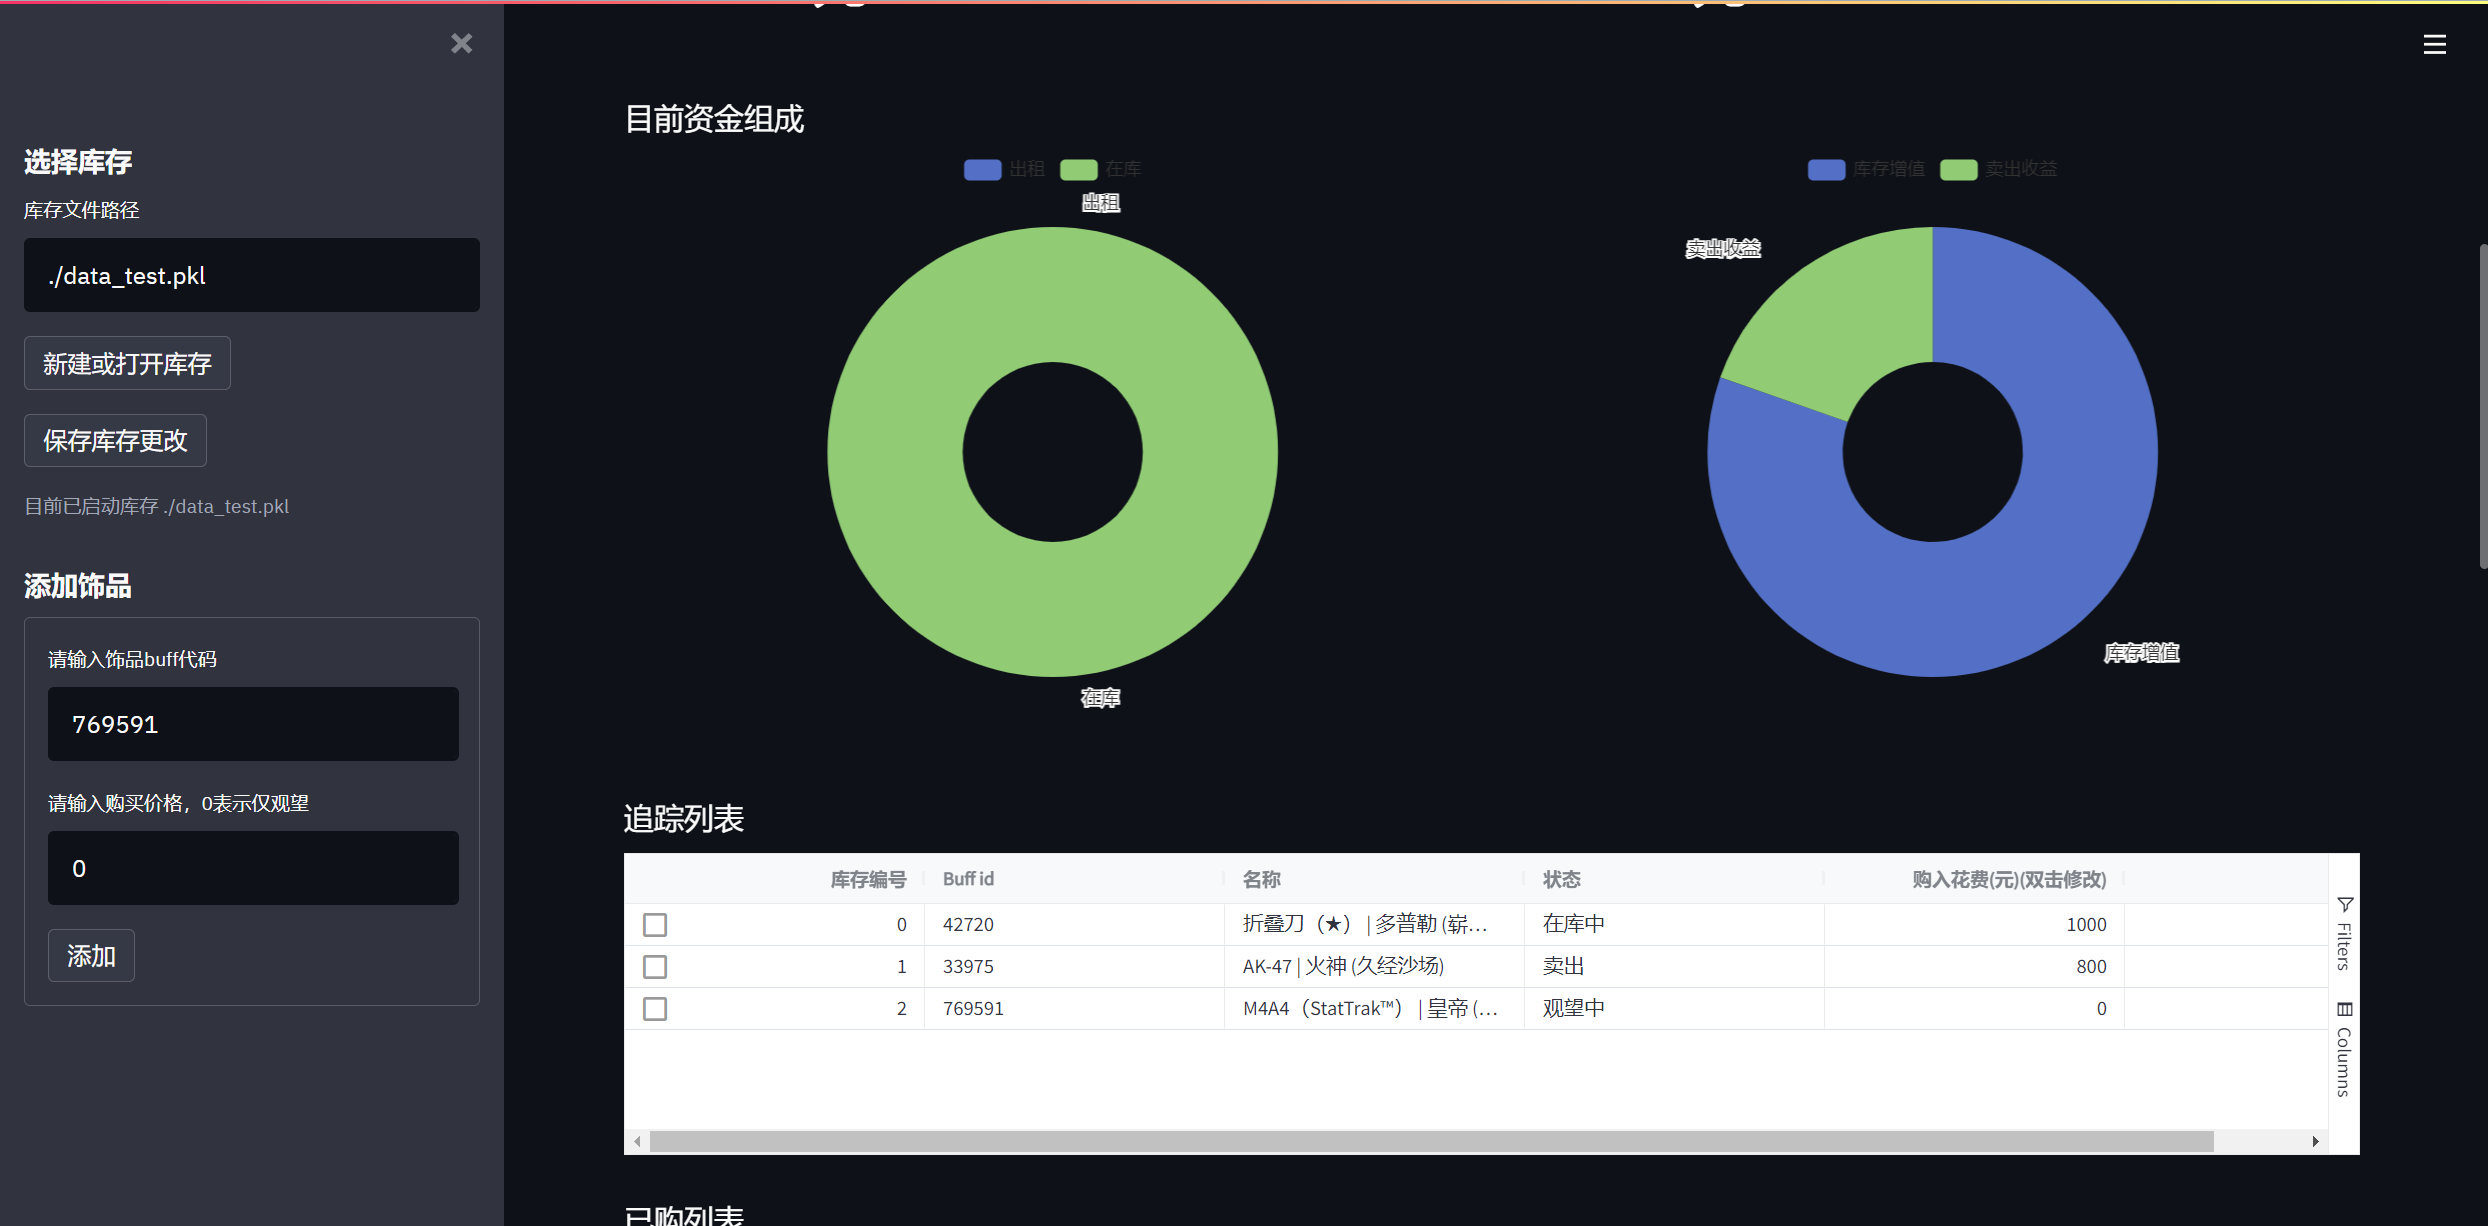 选择库存
库存文件路径
./data_test.pkl
新建或打开库存
保存库存更改
目前已启动库存 ./data_test.pkl
添加饰品
请输入饰品buff代码
769591
请输入购买价格，0表示仅观望
0
添加
目前资金组成
出租 在库
出租
在库
库存增值 卖出收益
卖出收益
库存增值
追踪列表
库存编号 Buff id 名称 状态 购入花费(元)(双击修改)
0 42720 折叠刀（★） | 多普勒 (崭... 在库中 1000
1 33975 AK-47 | 火神 (久经沙场) 卖出 800
2 769591 M4A4（StatTrak™） | 皇帝 (... 观望中 0
Filters
Columns
已购列表